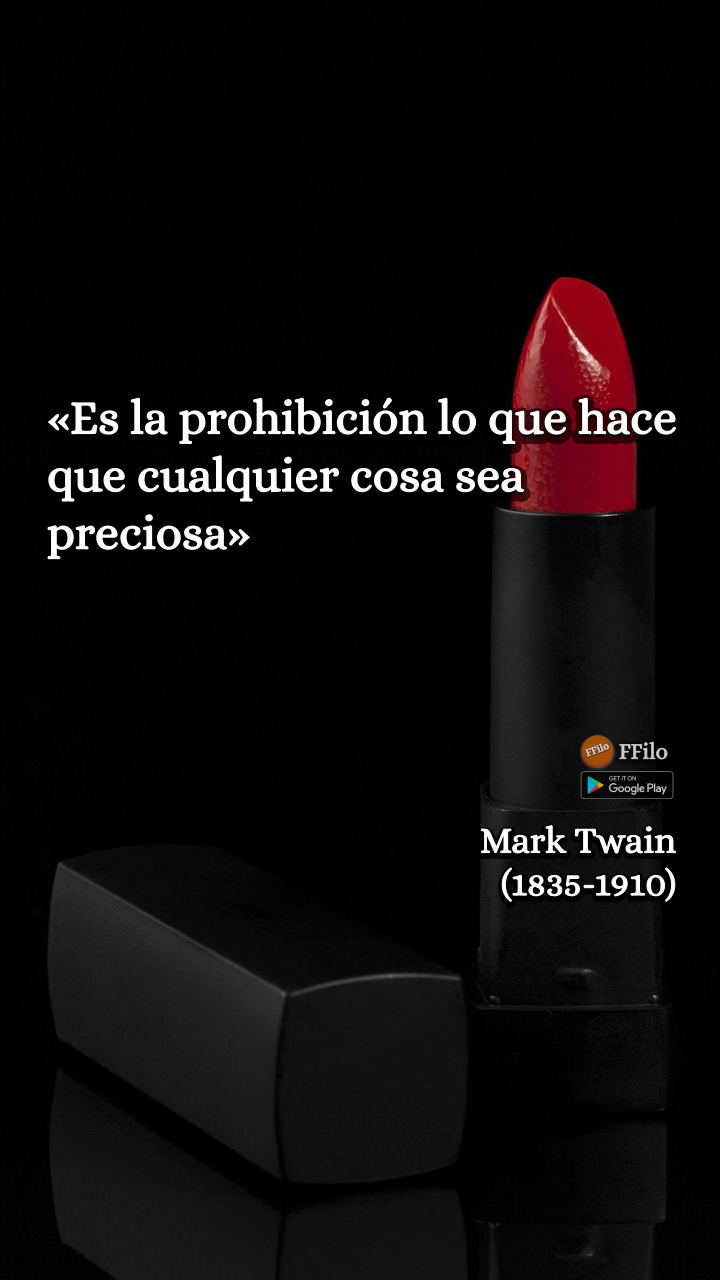 «Es la prohibición lo que hace
que cualquier cosa sea
preciosa»
FFilo FFilo
GET IT ON
Google Play
Mark Twain
(1835-1910)